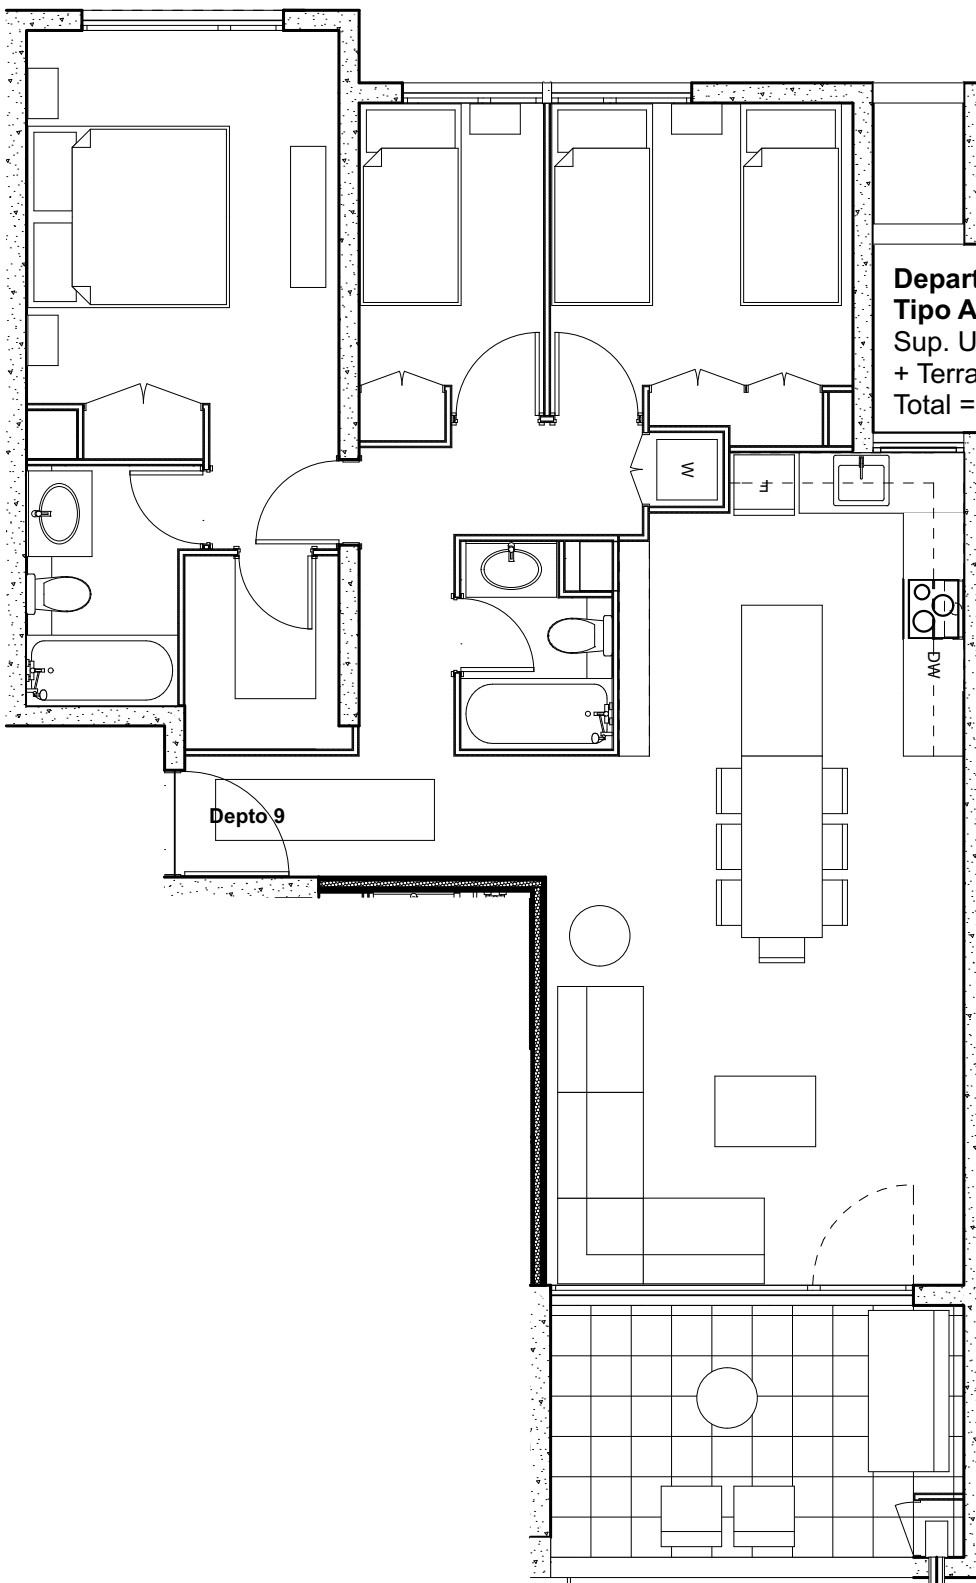 Depart
Tipo A
Sup. U
+ Terra
Total =
W
F
DW
Depto 9